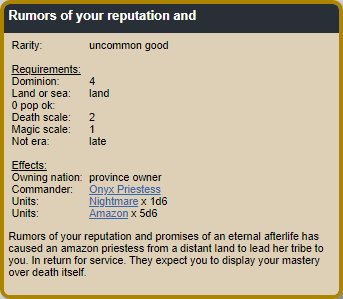 Rumors of your reputation and
Rarity: uncommon good
Requirements:
Dominion: 4
Land or sea: land
0 pop ok:
Death scale: 2
Magic scale: 1
Not era: late
Effects:
Owning nation: province owner
Commander: Onyx Priestess
Units: Nightmare x 1d6
Units: Amazon x 5d6
Rumors of your reputation and promises of an eternal afterlife has
caused an amazon priestess from a distant land to lead her tribe to
you. In return for service. They expect you to display your mastery
over death itself.